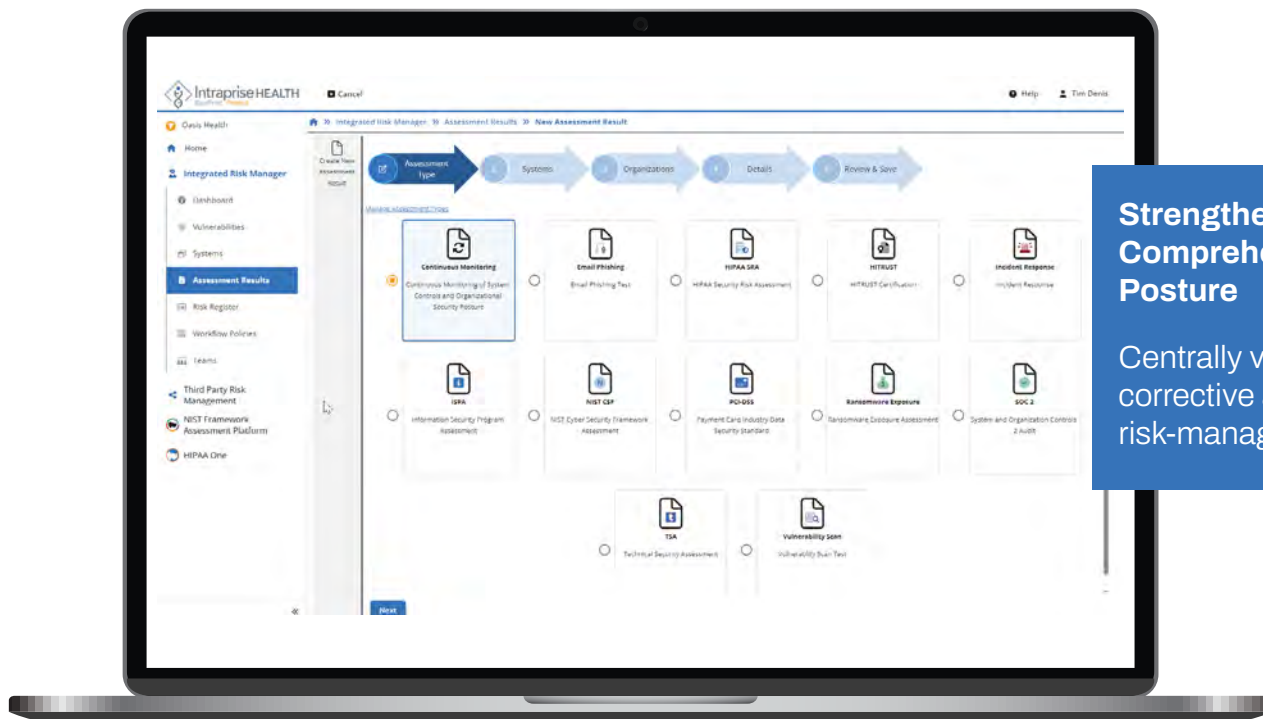 Intraprise HEALTH
Cancel
Help
Tim Denis
Oasis Health
Home
Integrated Risk Manager
Dashboard
Vulnerabilities
Systems
Assessment Results
Risk Register
Workflow Policies
Teams
Third Party Risk
Management
NIST Framework
Assessment Platform
HIPAA One
Integrated Risk Manager » Assessment Results » New Assessment Result
Create New
Assessment
Result
Assessment
Type
Systems
Organizations
Details
Review & Save
Manage Assessment Types
Continuous Monitoring
Continuous Monitoring of System
Controls and Organizational
Security Posture
Email Phishing
Email Phishing Test
HIPAA SRA
HIPAA Security Risk Assessment
HITRUST
HITRUST Certification
Incident Response
Incident Response
ISPA
Information Security Program
Assessment
NIST CSF
NIST Cyber Security Framework
Assessment
PCI-DSS
Payment Card Industry Data
Security Standard
Ransomware Exposure
Ransomware Exposure Assessment
SOC 2
System and Organization Controls
2 Audit
TSA
Technical Security Assessment
Vulnerability Scan
Vulnerability Scan Test
Next
Strengthe
Comprehe
Posture
Centrally v
corrective
risk-manag